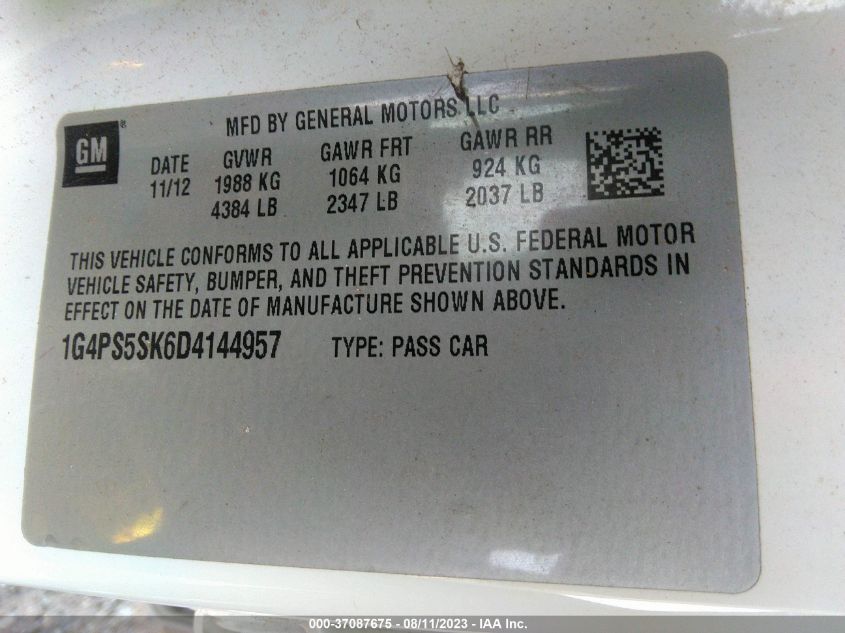 MFD BY GENERAL MOTORS LLC
GM®
DATE GVWR GAWR FRT GAWR RR
11/12 1988 KG 1064 KG 924 KG
4384 LB 2347 LB 2037 LB
THIS VEHICLE CONFORMS TO ALL APPLICABLE U.S. FEDERAL MOTOR
VEHICLE SAFETY, BUMPER, AND THEFT PREVENTION STANDARDS IN
EFFECT ON THE DATE OF MANUFACTURE SHOWN ABOVE.
1G4PS5SK6D4144957 TYPE: PASS CAR
000-37087675 - 08/11/2023 - IAA Inc.